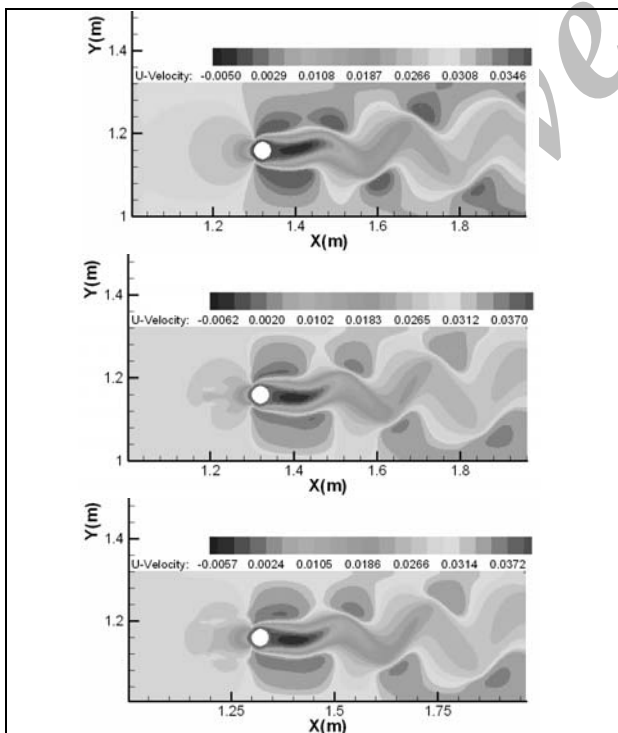 Y(m)
1.4
U-Velocity: -0.0050 0.0029 0.0108 0.0187 0.0266 0.0308 0.0346
1.2
1
1.2 1.4 1.6 1.8
X(m)
Y(m)
1.4
U-Velocity: -0.0062 0.0020 0.0102 0.0183 0.0265 0.0312 0.0370
1.2
1
1.2 1.4 1.6 1.8
X(m)
Y(m)
1.4
U-Velocity: -0.0057 0.0024 0.0105 0.0186 0.0266 0.0314 0.0372
1.2
1.25 1.5 1.75
X(m)
ve